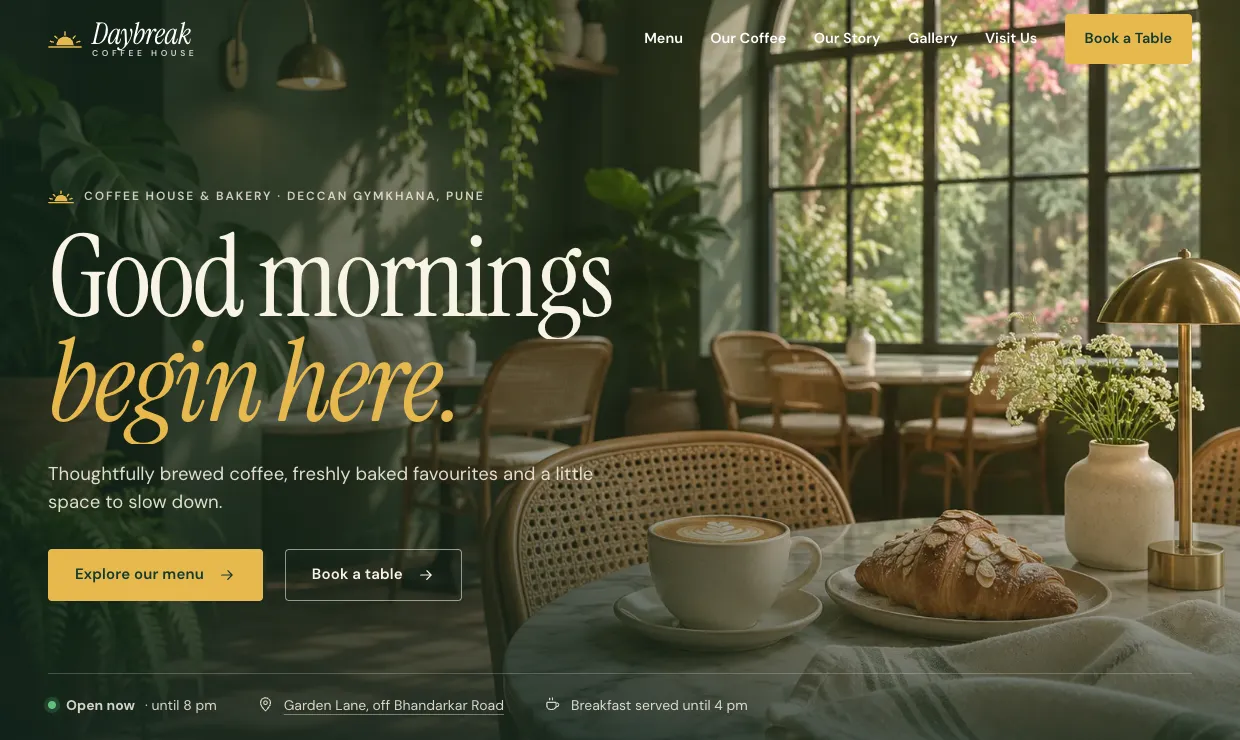 Daybreak
COFFEE HOUSE
Menu
Our Coffee
Our Story
Gallery
Visit Us
Book a Table
COFFEE HOUSE & BAKERY · DECCAN GYMKHANA, PUNE
Good mornings
begin here.
Thoughtfully brewed coffee, freshly baked favourites and a little
space to slow down.
Explore our menu →
Book a table →
Open now · until 8 pm
Garden Lane, off Bhandarkar Road
Breakfast served until 4 pm